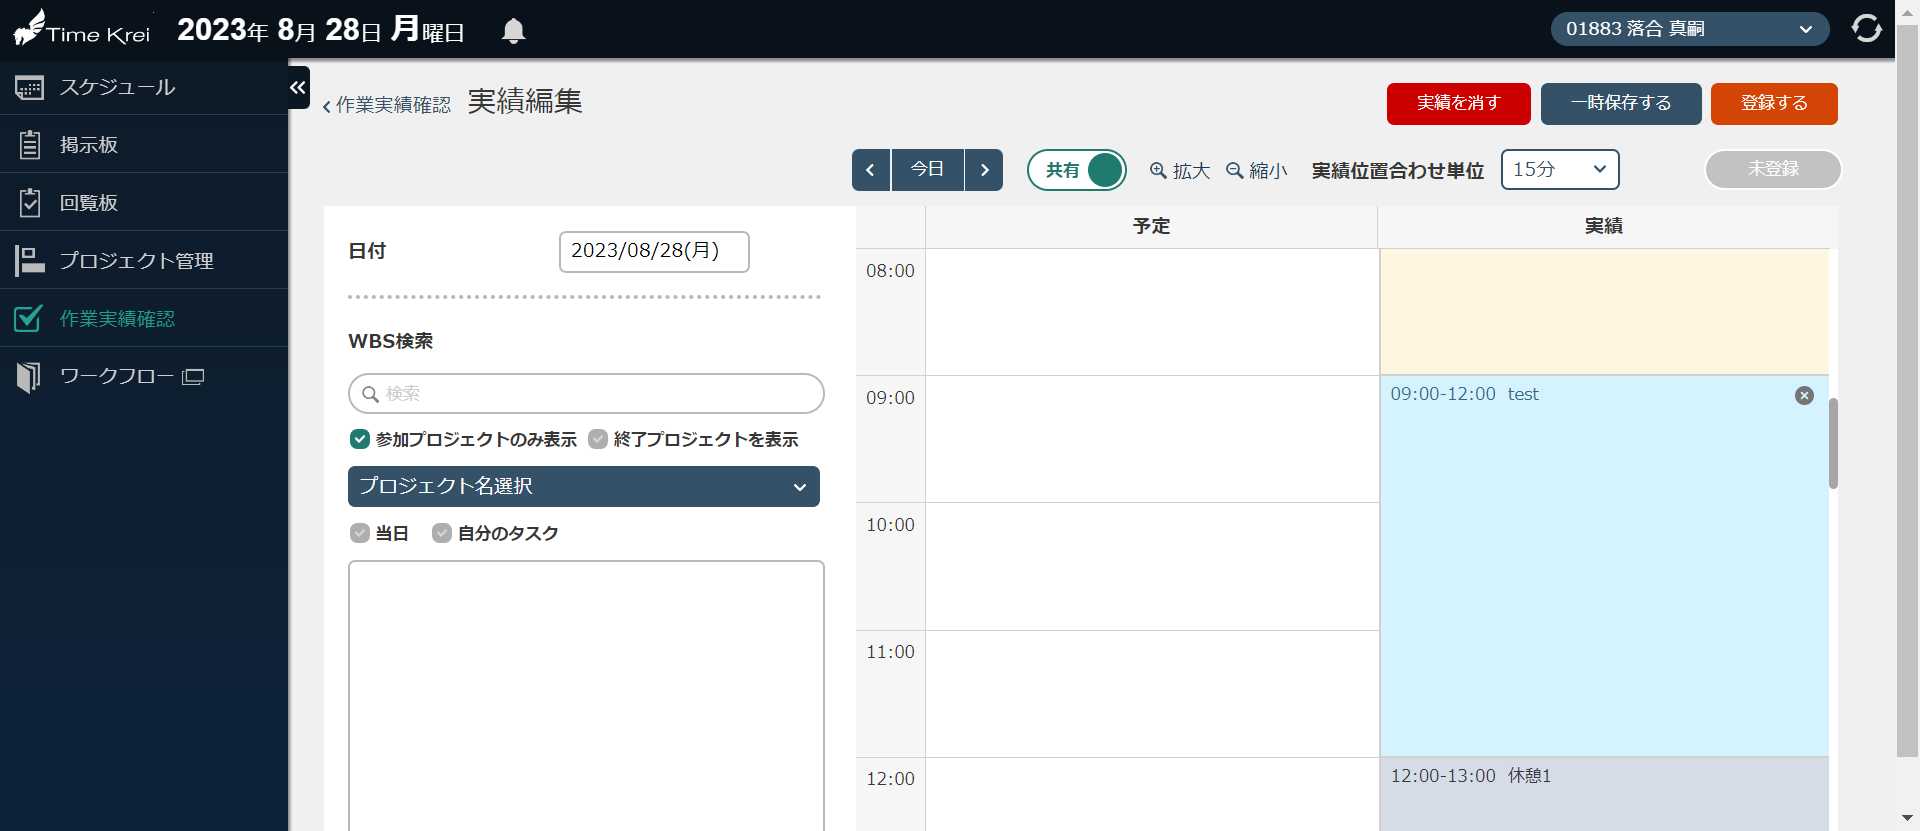 Time Krei
2023年 8月 28日 月曜日
01883 落合 真嗣
スケジュール
掲示板
回覧板
プロジェクト管理
作業実績確認
ワークフロー
作業実績確認 実績編集
実績を消す
一時保存する
登録する
今日
共有
拡大
縮小
実績位置合わせ単位
15分
未登録
日付
2023/08/28(月)
WBS検索
検索
参加プロジェクトのみ表示
終了プロジェクトを表示
プロジェクト名選択
当日
自分のタスク
予定
実績
08:00
09:00
09:00-12:00 test
10:00
11:00
12:00
12:00-13:00 休憩1